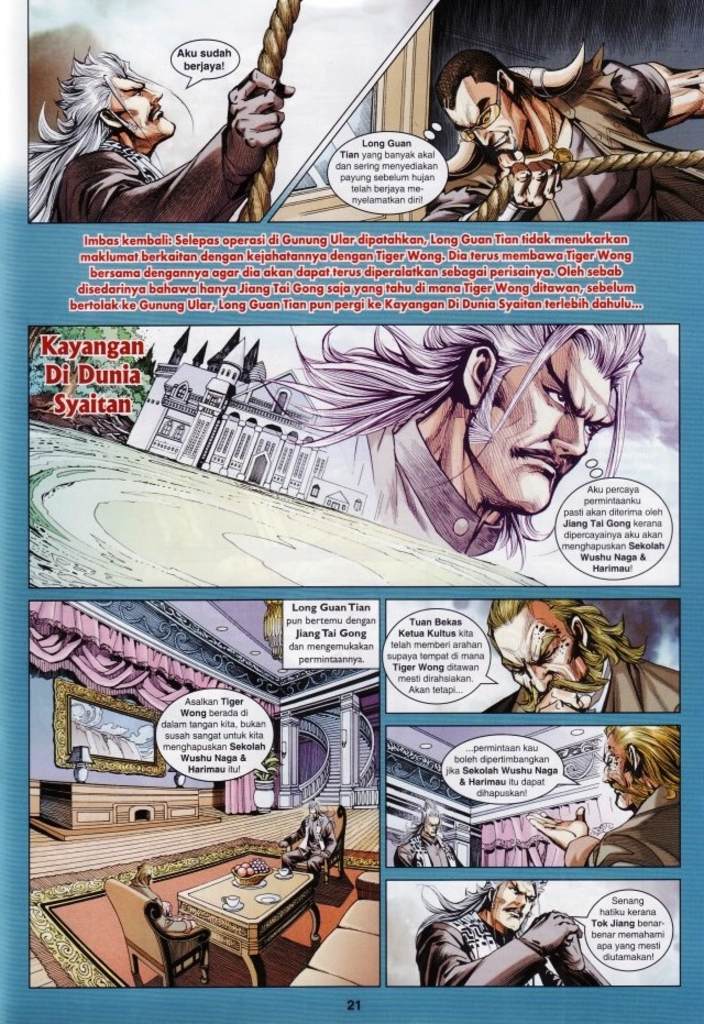 Aku sudah
berjaya!
Long Guan
Tian yang banyak akal
dan sering menyediakan
payung sebelum hujan
telah berjaya me-
nyelamatkan diri!
Imbas kembali: Selepas operasi di Gunung Ular dipatahkan, Long Guan Tian tidak menukarkan
maklumat berkaitan dengan kejahatannya dengan Tiger Wong. Dia terus membawa Tiger Wong
bersama dengannya agar dia akan dapat terus diperalatkan sebagai perisainya. Oleh sebab
disedarinya bahawa hanya Jiang Tai Gong saja yang tahu di mana Tiger Wong ditawan, sebelum
bertolak ke Gunung Ular, Long Guan Tian pun pergi ke Kayangan Di Dunia Syaitan terlebih dahulu...
Kayangan
Di Dunia
Syaitan
Aku percaya
permintaanku
pasti akan diterima oleh
Jiang Tai Gong kerana
dipercayainya aku akan
menghapuskan Sekolah
Wushu Naga &
Harimau!
Long Guan Tian
pun bertemu dengan
Jiang Tai Gong
dan mengemukakan
permintaannya.
Asalkan Tiger
Wong berada di
dalam tangan kita, bukan
susah sangat untuk kita
menghapuskan Sekolah
Wushu Naga &
Harimau itu!
Tuan Bekas
Ketua Kultus kita
telah memberi arahan
supaya tempat di mana
Tiger Wong ditawan
mesti dirahsiakan.
Akan tetapi...
...permintaan kau
boleh dipertimbangkan
jika Sekolah Wushu Naga
& Harimau itu dapat
dihapuskan!
Senang
hatiku kerana
Tok Jiang benar-
benar memahami
apa yang mesti
diutamakan!
21